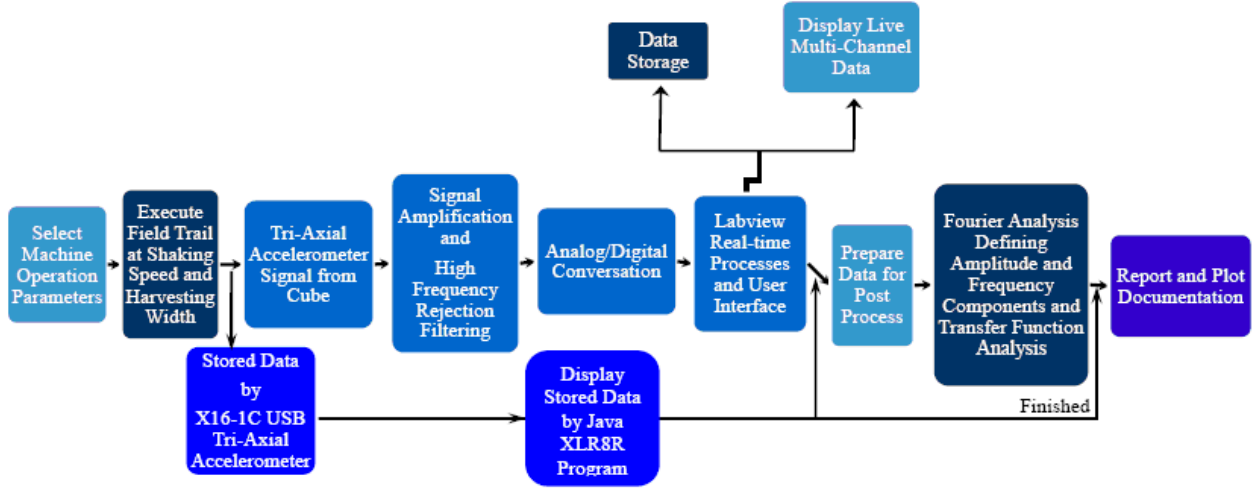 Data
Storage
Display Live
Multi-Channel
Data
Select
Machine
Operation
Parameters
Execute
Field Trail
at Shaking
Speed and
Harvesting
Width
Tri-Axial
Accelerometer
Signal from
Cube
Signal
Amplification
and
High
Frequency
Rejection
Filtering
Analog/Digital
Conversation
Labview
Real-time
Processes
and User
Interface
Prepare
Data for
Post
Process
Fourier Analysis
Defining
Amplitude and
Frequency
Components and
Transfer Function
Analysis
Report and Plot
Documentation
Stored Data
by
X16-1C USB
Tri-Axial
Accelerometer
Display
Stored Data
by Java
XLR8R
Program
Finished